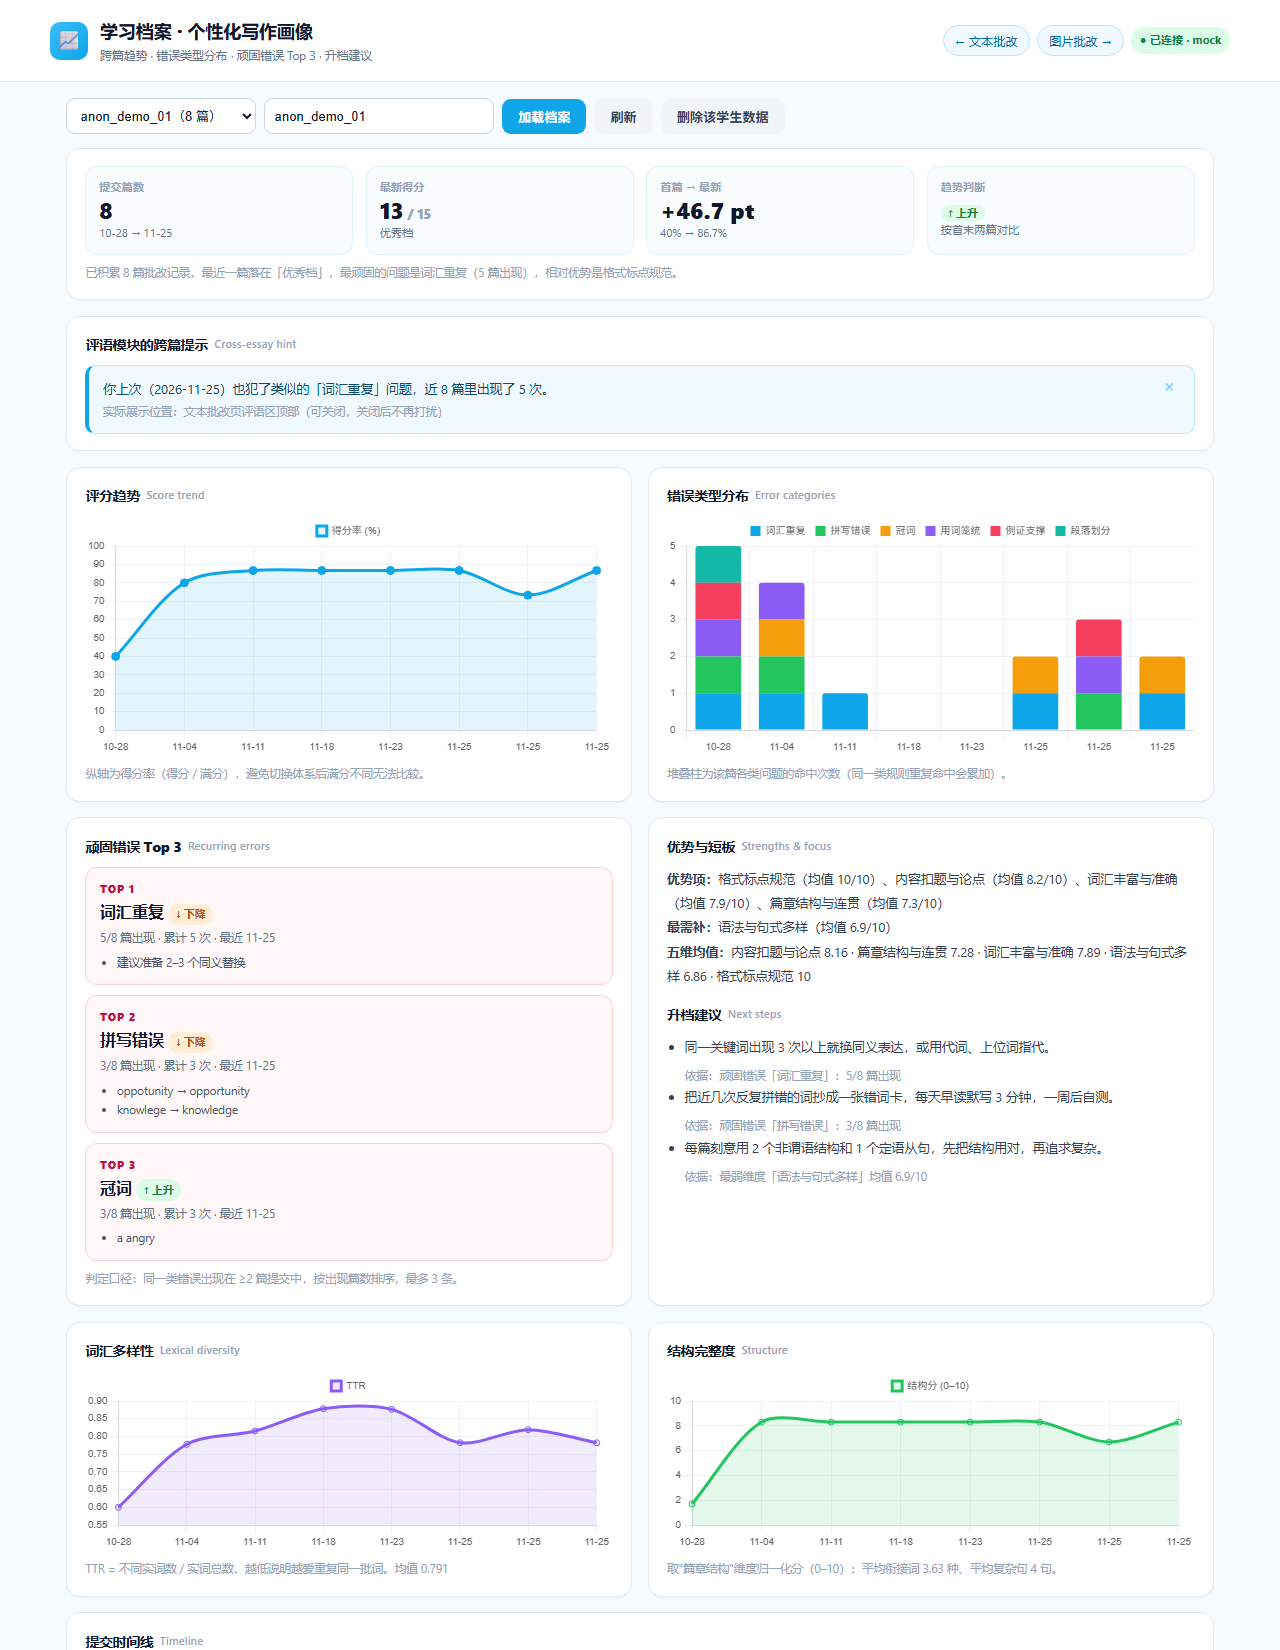 学习档案 · 个性化写作画像
跨篇趋势 · 错误类型分布 · 顽固错误 Top 3 · 升档建议
← 文本批改
图片批改 →
● 已连接 · mock
anon_demo_01（8 篇）
anon_demo_01
加载档案
刷新
删除该学生数据
提交篇数
8
10-28 → 11-25
最新得分
13 / 15
优秀档
首篇 → 最新
+46.7 pt
40% → 86.7%
趋势判断
↑ 上升
按首末两篇对比
已积累 8 篇批改记录，最近一篇落在「优秀档」，最顽固的问题是词汇重复（5 篇出现），相对优势是格式标点规范。
评语模块的跨篇提示 Cross-essay hint
你上次（2026-11-25）也犯了类似的「词汇重复」问题，近 8 篇里出现了 5 次。
×
实际展示位置：文本批改页评语区顶部（可关闭，关闭后不再打扰）
评分趋势 Score trend
得分率 (%)
100
90
80
70
60
50
40
30
20
10
0
10-28 11-04 11-11 11-18 11-23 11-25 11-25 11-25
纵轴为得分率（得分 / 满分），避免切换体系后满分不同无法比较。
错误类型分布 Error categories
词汇重复 拼写错误 冠词 用词笼统 例证支撑 段落划分
5
4
3
2
1
0
10-28 11-04 11-11 11-18 11-23 11-25 11-25 11-25
堆叠柱为该篇各类问题的命中次数（同一类规则重复命中会累加）。
顽固错误 Top 3 Recurring errors
TOP 1
词汇重复 ↓ 下降
5/8 篇出现 · 累计 5 次 · 最近 11-25
• 建议准备 2–3 个同义替换
TOP 2
拼写错误 ↓ 下降
3/8 篇出现 · 累计 3 次 · 最近 11-25
• oppotunity → opportunity
• knowlege → knowledge
TOP 3
冠词 ↑ 上升
3/8 篇出现 · 累计 3 次 · 最近 11-25
• a angry
判定口径：同一类错误出现在 ≥2 篇提交中，按出现篇数排序，最多 3 条。
优势与短板 Strengths & focus
优势项：格式标点规范（均值 10/10）、内容扣题与论点（均值 8.2/10）、词汇丰富与准确
（均值 7.9/10）、篇章结构与连贯（均值 7.3/10）
最需补：语法与句式多样（均值 6.9/10）
五维均值：内容扣题与论点 8.16 · 篇章结构与连贯 7.28 · 词汇丰富与准确 7.89 · 语法与句式多
样 6.86 · 格式标点规范 10
升档建议 Next steps
• 同一关键词出现 3 次以上就换同义表达，或用代词、上位词指代。
依据：顽固错误「词汇重复」：5/8 篇出现
• 把近几次反复拼错的词抄成一张错词卡，每天早读默写 3 分钟，一周后自测。
依据：顽固错误「拼写错误」：3/8 篇出现
• 每篇刻意用 2 个非谓语结构和 1 个定语从句，先把结构用对，再追求复杂。
依据：最弱维度「语法与句式多样」均值 6.9/10
词汇多样性 Lexical diversity
TTR
0.90
0.85
0.80
0.75
0.70
0.65
0.60
0.55
10-28 11-04 11-11 11-18 11-23 11-25 11-25 11-25
TTR = 不同实词数 / 实词总数，越低说明越爱重复同一批词。均值 0.791
结构完整度 Structure
结构分 (0–10)
10
8
6
4
2
0
10-28 11-04 11-11 11-18 11-23 11-25 11-25 11-25
取"篇章结构"维度归一化分（0–10）；平均衔接词 3.63 种、平均复杂句 4 句。
提交时间线 Timeline